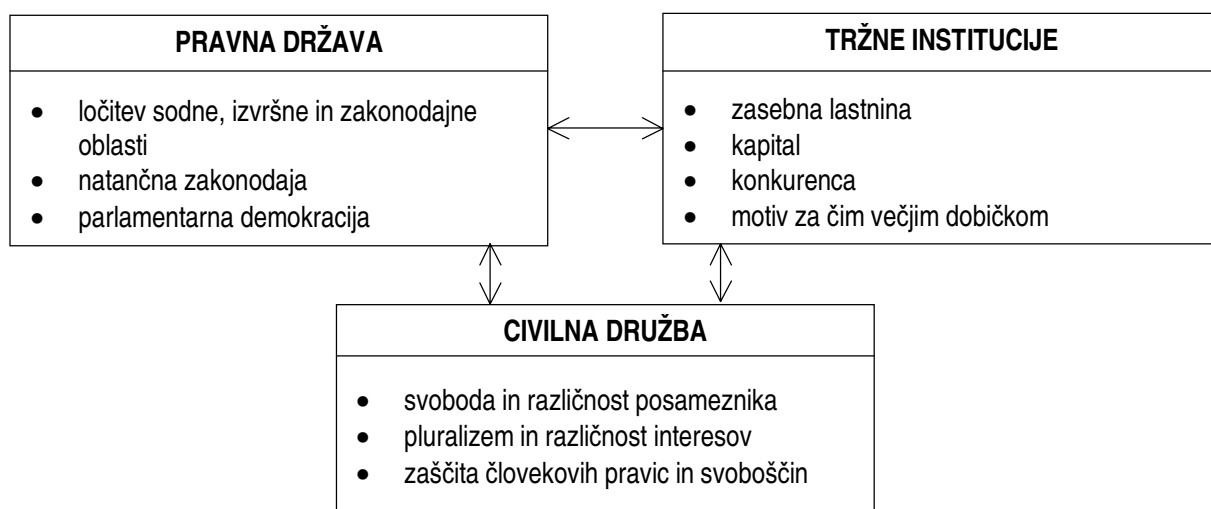 PRAVNA DRŽAVA
• ločitev sodne, izvršne in zakonodajne
oblasti
• natančna zakonodaja
• parlamentarna demokracija
TRŽNE INSTITUCIJE
• zasebna lastnina
• kapital
• konkurenca
• motiv za čim večjim dobičkom
CIVILNA DRUŽBA
• svoboda in različnost posameznika
• pluralizem in različnost interesov
• zaščita človekovih pravic in svoboščin